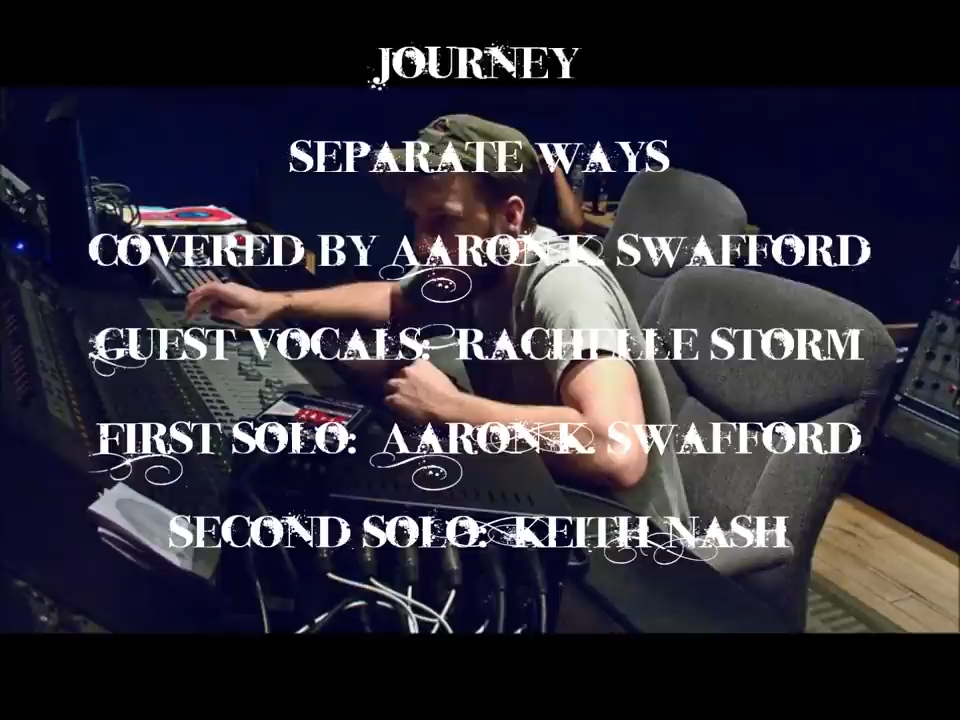 JOURNEY
SEPARATE WAYS
COVERED BY AARON K. SWAFFORD
GUEST VOCALS: RACHELLE STORM
FIRST SOLO: AARON K. SWAFFORD
SECOND SOLO: KEITH NASH